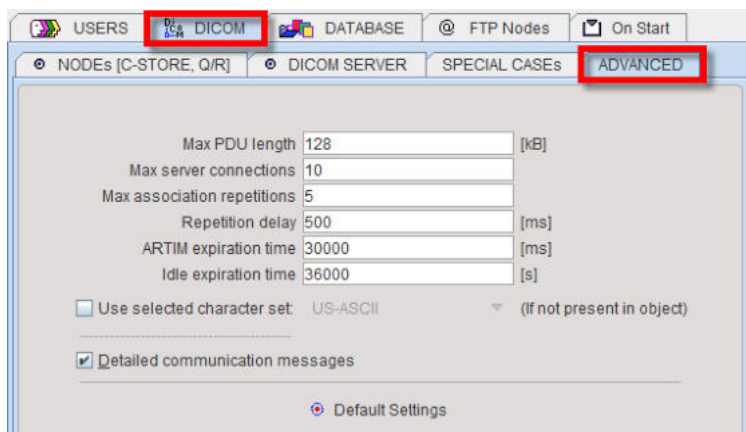 USERS DICOM DATABASE @ FTP Nodes On Start
NODEs [C-STORE, Q/R] DICOM SERVER SPECIAL CASEs ADVANCED
Max PDU length 128 [kB]
Max server connections 10
Max association repetitions 5
Repetition delay 500 [ms]
ARTIM expiration time 30000 [ms]
Idle expiration time 36000 [s]
Use selected character set: US-ASCII (If not present in object)
Detailed communication messages
Default Settings